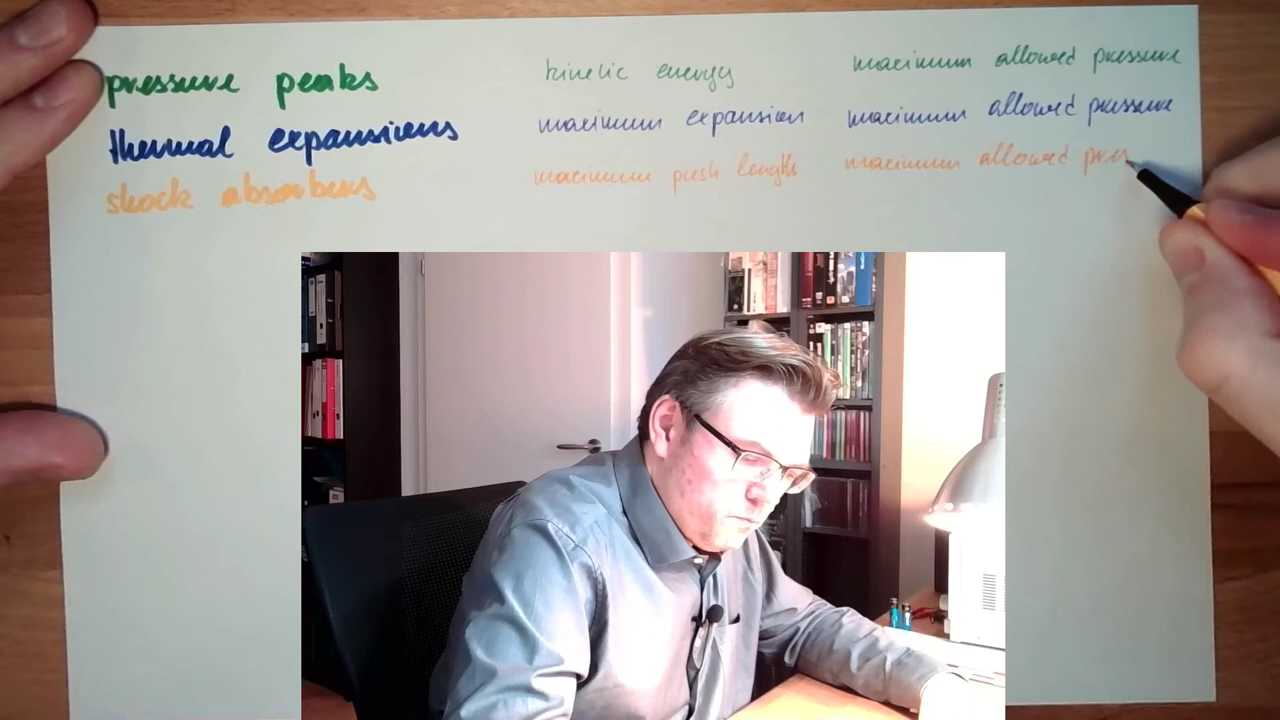 pressure peaks kinetic energy maximum allowed pressure
thermal expansions maximum expansion maximum allowed pressure
shock absorbers maximum push length maximum allowed pres